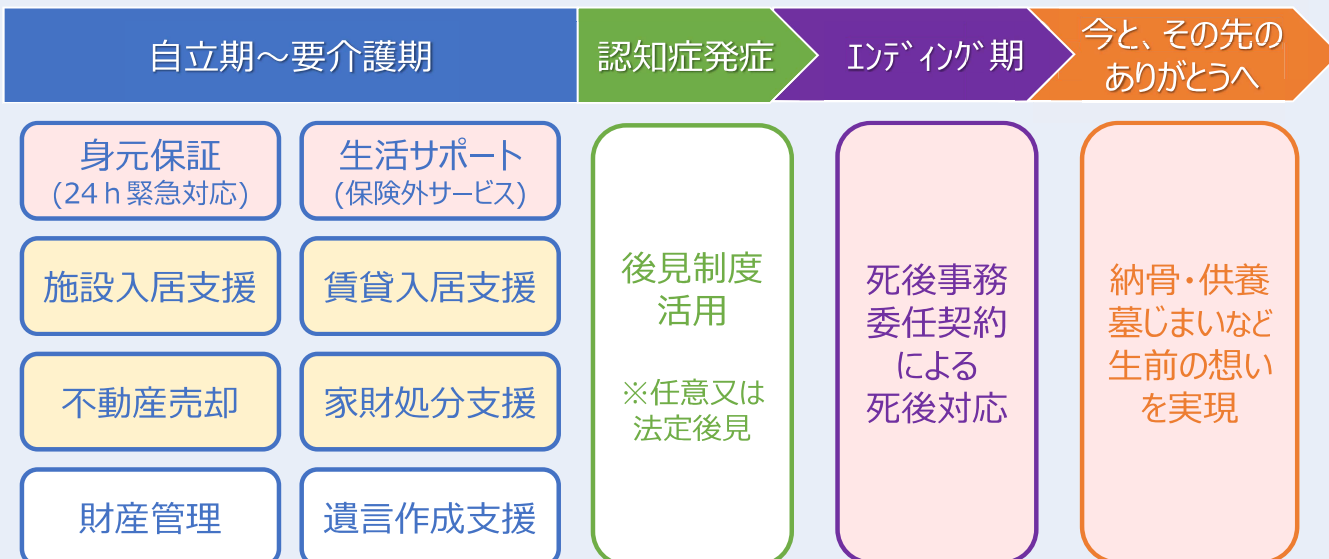 自立期～要介護期
認知症発症
ｴﾝﾃﾞｨﾝｸﾞ期
今と、その先の
ありがとうへ
身元保証
(24ｈ緊急対応)
生活サポート
(保険外サービス)
施設入居支援
賃貸入居支援
不動産売却
家財処分支援
財産管理
遺言作成支援
後見制度
活用
※任意又は
法定後見
死後事務
委任契約
による
死後対応
納骨・供養
墓じまいなど
生前の想い
を実現